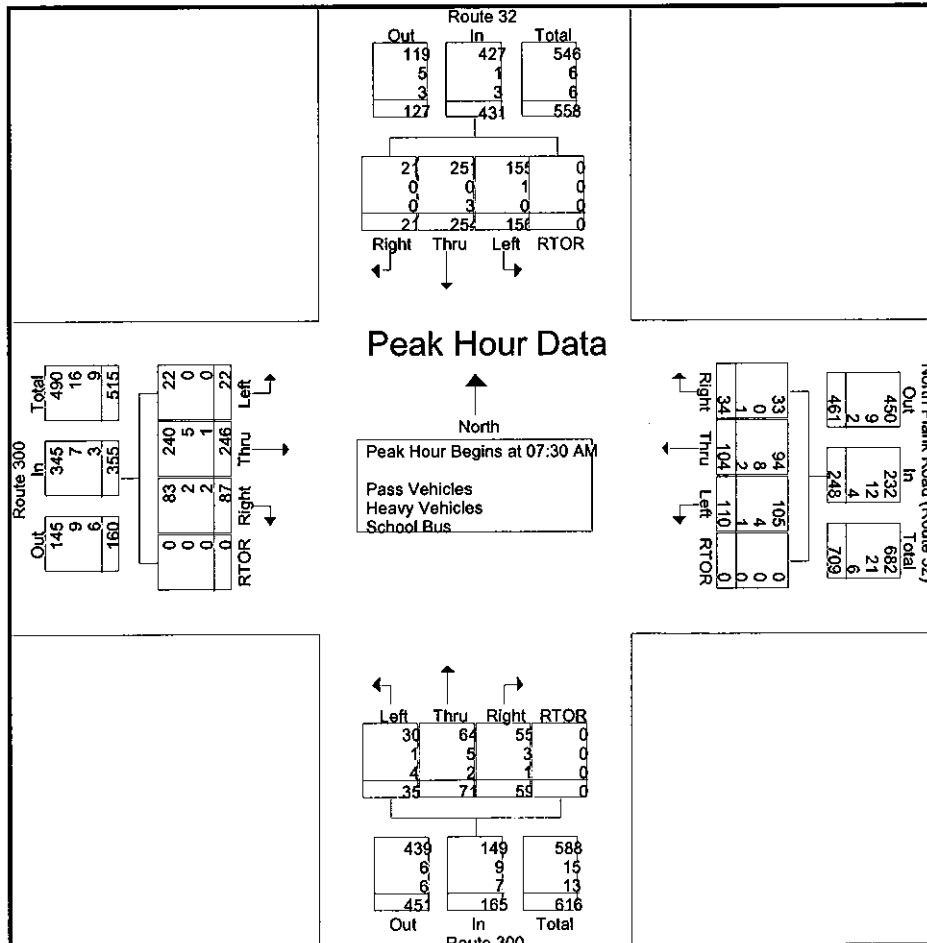 Route 32
Out In Total
119 427 546
5 1 6
3 3 6
127 431 558
21 251 155 0
0 0 1 0
0 3 0 0
21 254 156 0
Right Thru Left RTOR
Peak Hour Data
North
Peak Hour Begins at 07:30 AM
Pass Vehicles
Heavy Vehicles
School Bus
Route 300
Total In Out
490 345 145
16 7 9
9 3 6
515 355 160
22 240 83 0
0 5 2 0
0 1 2 0
22 246 87 0
Left Thru Right RTOR
Right Thru Left RTOR
34 104 110 0
1 2 1 0
0 8 4 0
33 94 105 0
461 248 709
2 4 6
9 12 21
450 232 682
Out In Total
North Plank Road (Route 32)
Left Thru Right RTOR
30 64 55 0
1 5 3 0
4 2 1 0
35 71 59 0
439 149 588
6 9 15
6 7 13
451 165 616
Out In Total
Route 300